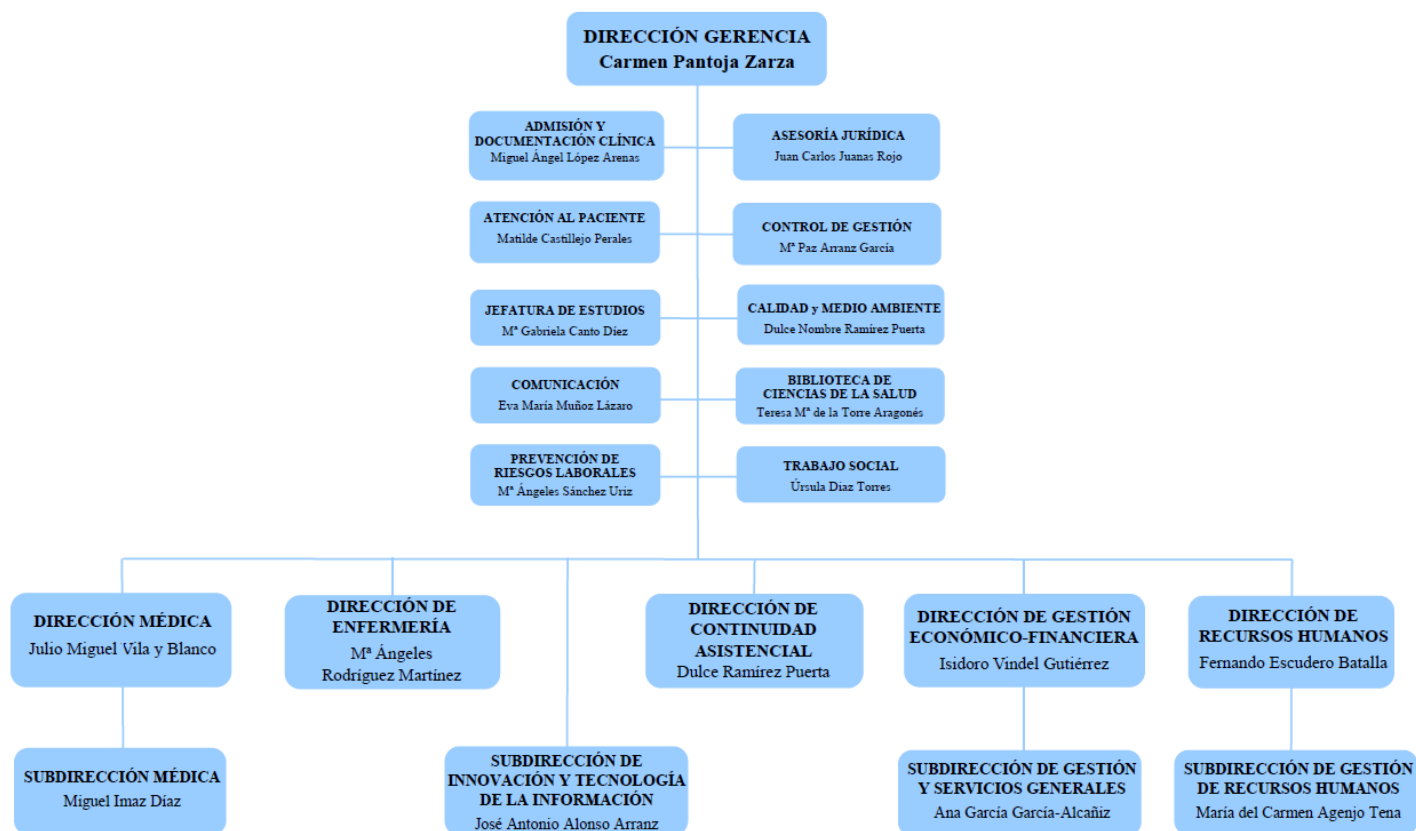 DIRECCIÓN GERENCIA
Carmen Pantoja Zarza
ADMISIÓN Y
DOCUMENTACIÓN CLÍNICA
Miguel Ángel López Arenas
ASESORÍA JURÍDICA
Juan Carlos Juanas Rojo
ATENCIÓN AL PACIENTE
Matilde Castillejo Perales
CONTROL DE GESTIÓN
Mª Paz Arranz García
JEFATURA DE ESTUDIOS
Mª Gabriela Canto Díez
CALIDAD y MEDIO AMBIENTE
Dulce Nombre Ramírez Puerta
COMUNICACIÓN
Eva María Muñoz Lázaro
BIBLIOTECA DE
CIENCIAS DE LA SALUD
Teresa Mª de la Torre Aragonés
PREVENCIÓN DE
RIESGOS LABORALES
Mª Ángeles Sánchez Uriz
TRABAJO SOCIAL
Úrsula Diaz Torres
DIRECCIÓN MÉDICA
Julio Miguel Vila y Blanco
DIRECCIÓN DE
ENFERMERÍA
Mª Ángeles
Rodríguez Martínez
DIRECCIÓN DE
CONTINUIDAD
ASISTENCIAL
Dulce Ramírez Puerta
DIRECCIÓN DE GESTIÓN
ECONÓMICO-FINANCIERA
Isidoro Vindel Gutiérrez
DIRECCIÓN DE
RECURSOS HUMANOS
Fernando Escudero Batalla
SUBDIRECCIÓN MÉDICA
Miguel Imaz Díaz
SUBDIRECCIÓN DE
INNOVACIÓN Y TECNOLOGÍA
DE LA INFORMACIÓN
José Antonio Alonso Arranz
SUBDIRECCIÓN DE GESTIÓN
Y SERVICIOS GENERALES
Ana García García-Alcañiz
SUBDIRECCIÓN DE GESTIÓN
DE RECURSOS HUMANOS
María del Carmen Agenjo Tena